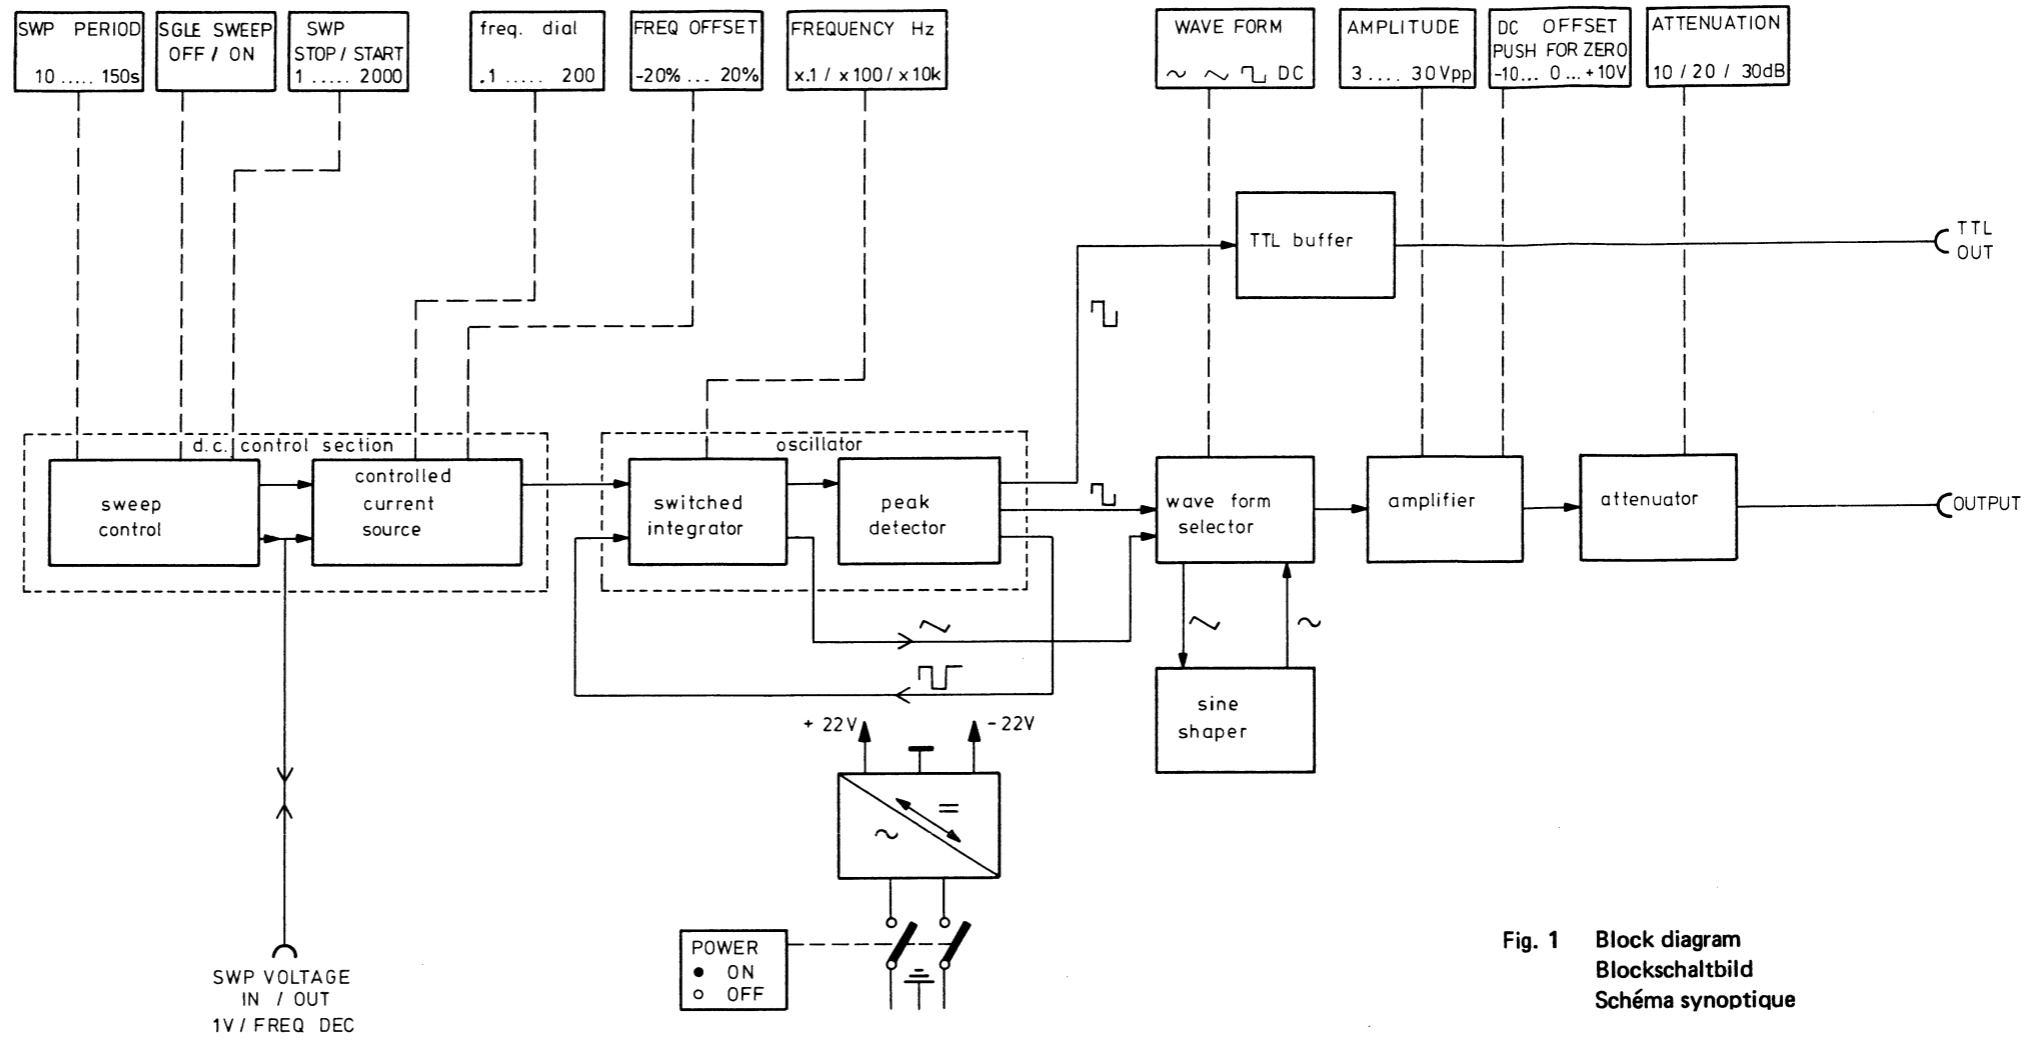 SWP PERIOD
10 ..... 150s
SGLE SWEEP
OFF / ON
SWP
STOP / START
1 ..... 2000
freq. dial
.1 ..... 200
FREQ OFFSET
-20% ... 20%
FREQUENCY Hz
x.1 / x100 / x10k
WAVE FORM
DC
AMPLITUDE
3 .... 30Vpp
DC OFFSET
PUSH FOR ZERO
-10... 0 ... +10V
ATTENUATION
10 / 20 / 30dB
TTL buffer
TTL
OUT
d.c. control section
sweep
control
controlled
current
source
oscillator
switched
integrator
peak
detector
wave form
selector
amplifier
attenuator
OUTPUT
sine
shaper
+ 22V
- 22V
POWER
● ON
○ OFF
SWP VOLTAGE
IN / OUT
1V / FREQ DEC
Fig. 1 Block diagram
Blockschaltbild
Schéma synoptique